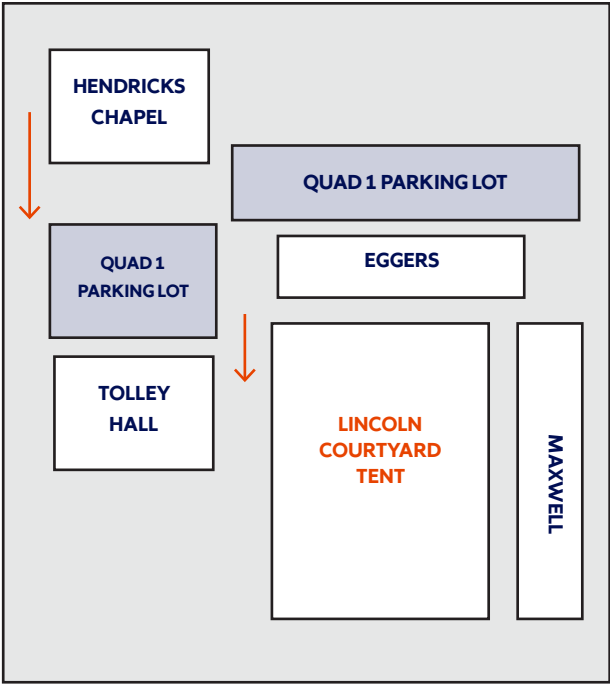 HENDRICKS
CHAPEL
QUAD 1 PARKING LOT
QUAD 1
PARKING LOT
EGGERS
TOLLEY
HALL
LINCOLN
COURTYARD
TENT
MAXWELL